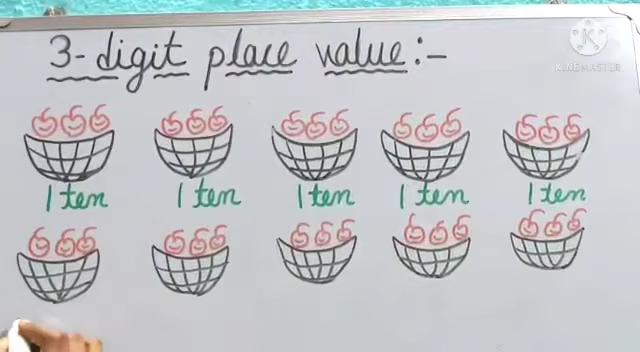 3-digit place value:-
KINEMASTER
1 ten 1 ten 1 ten 1 ten 1 ten